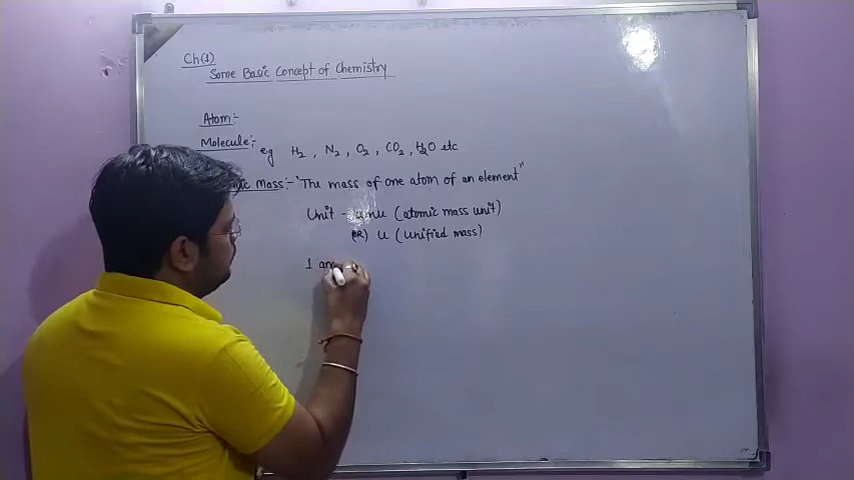 Ch(1)
Some Basic Concept of Chemistry
Atom:-
Molecule:- eg H2, N2, O2, CO2, H2O etc
Mass:- "The mass of one atom of an element"
Unit - amu (atomic mass unit)
(OR) u (unified mass)
1